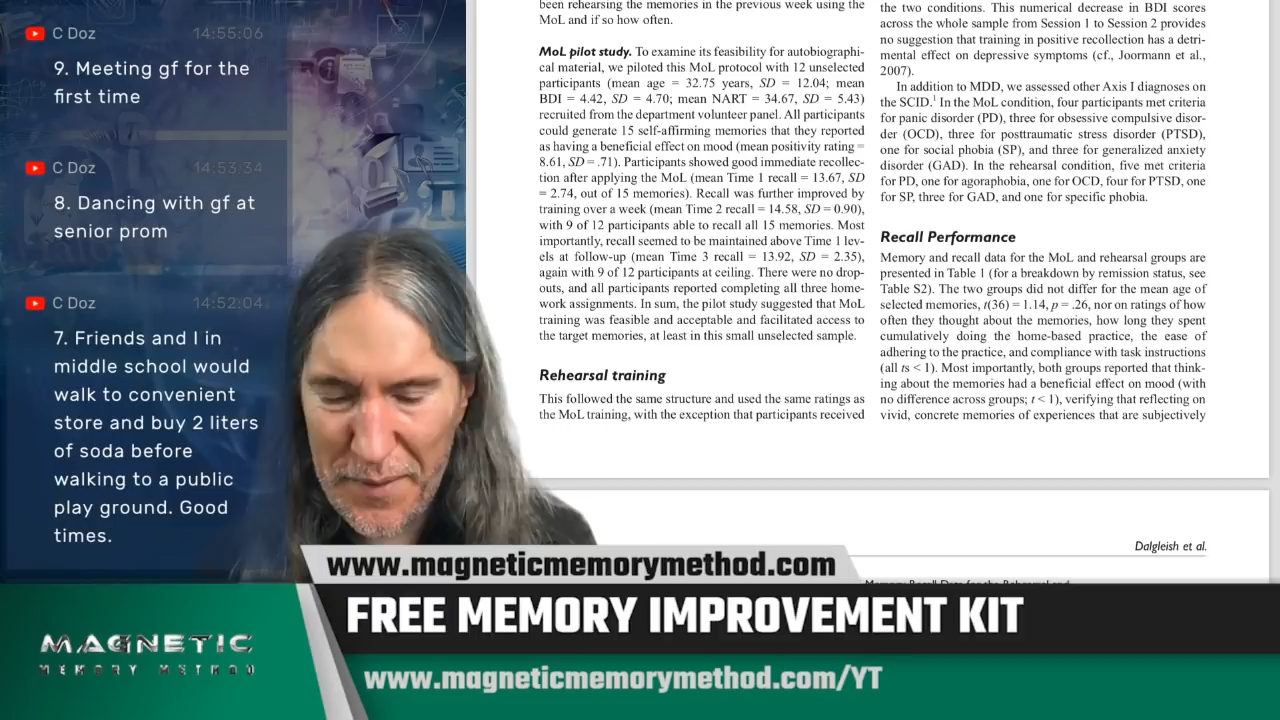 C Doz 14:55:06
9. Meeting gf for the
first time
C Doz 14:53:34
8. Dancing with gf at
senior prom
C Doz 14:52:04
7. Friends and I in
middle school would
walk to convenient
store and buy 2 liters
of soda before
walking to a public
play ground. Good
times.
been rehearsing the memories in the previous week using the
MoL and if so how often.
MoL pilot study. To examine its feasibility for autobiographi-
cal material, we piloted this MoL protocol with 12 unselected
participants (mean age = 32.75 years, SD = 12.04; mean
BDI = 4.42, SD = 4.70; mean NART = 34.67, SD = 5.43)
recruited from the department volunteer panel. All participants
could generate 15 self-affirming memories that they reported
as having a beneficial effect on mood (mean positivity rating =
8.61, SD = .71). Participants showed good immediate recollec-
tion after applying the MoL (mean Time 1 recall = 13.67, SD
= 2.74, out of 15 memories). Recall was further improved by
training over a week (mean Time 2 recall = 14.58, SD = 0.90),
with 9 of 12 participants able to recall all 15 memories. Most
importantly, recall seemed to be maintained above Time 1 lev-
els at follow-up (mean Time 3 recall = 13.92, SD = 2.35),
again with 9 of 12 participants at ceiling. There were no drop-
outs, and all participants reported completing all three home-
work assignments. In sum, the pilot study suggested that MoL
training was feasible and acceptable and facilitated access to
the target memories, at least in this small unselected sample.
Rehearsal training
This followed the same structure and used the same ratings as
the MoL training, with the exception that participants received
the two conditions. This numerical decrease in BDI scores
across the whole sample from Session 1 to Session 2 provides
no suggestion that training in positive recollection has a detri-
mental effect on depressive symptoms (cf., Joormann et al.,
2007).
In addition to MDD, we assessed other Axis I diagnoses on
the SCID.1 In the MoL condition, four participants met criteria
for panic disorder (PD), three for obsessive compulsive disor-
der (OCD), three for posttraumatic stress disorder (PTSD),
one for social phobia (SP), and three for generalized anxiety
disorder (GAD). In the rehearsal condition, five met criteria
for PD, one for agoraphobia, one for OCD, four for PTSD, one
for SP, three for GAD, and one for specific phobia.
Recall Performance
Memory and recall data for the MoL and rehearsal groups are
presented in Table 1 (for a breakdown by remission status, see
Table S2). The two groups did not differ for the mean age of
selected memories, t(36) = 1.14, p = .26, nor on ratings of how
often they thought about the memories, how long they spent
cumulatively doing the home-based practice, the ease of
adhering to the practice, and compliance with task instructions
(all ts < 1). Most importantly, both groups reported that think-
ing about the memories had a beneficial effect on mood (with
no difference across groups; t < 1), verifying that reflecting on
vivid, concrete memories of experiences that are subjectively
Dalgleish et al.
www.magneticmemorymethod.com
FREE MEMORY IMPROVEMENT KIT
www.magneticmemorymethod.com/YT
MAGNETIC
MEMORY METHOD